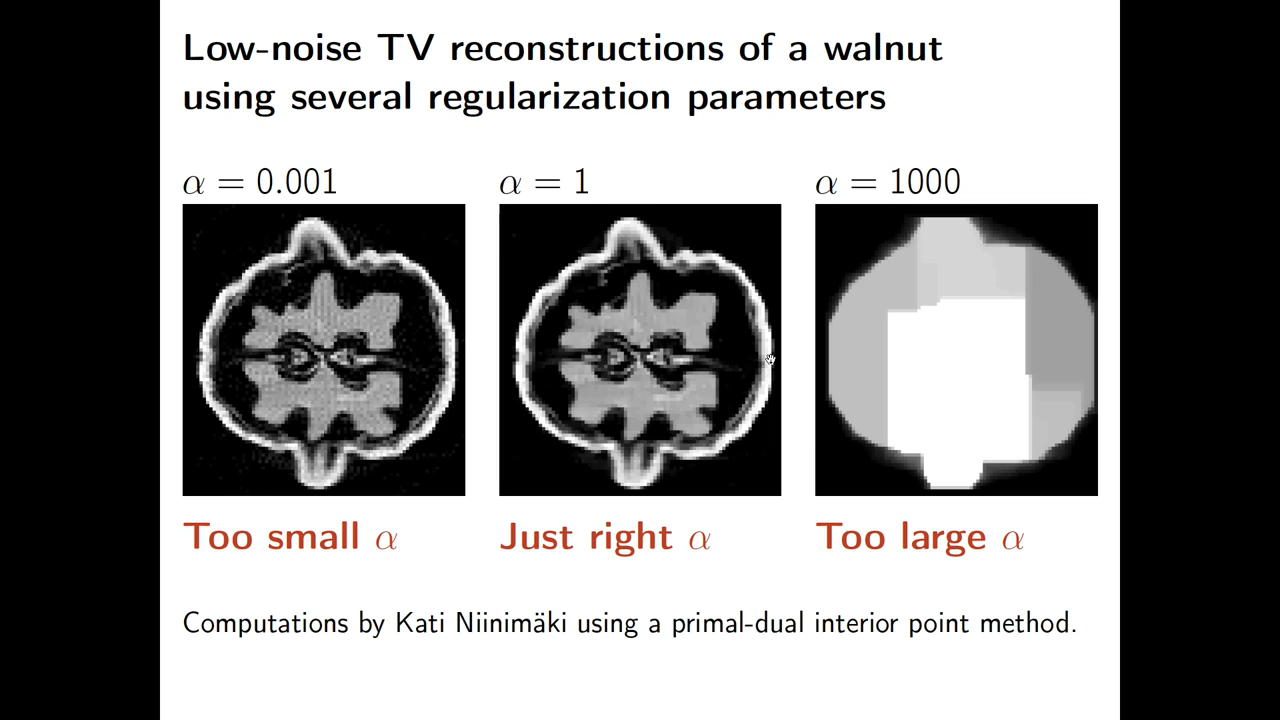 Low-noise TV reconstructions of a walnut
using several regularization parameters
α = 0.001
α = 1
α = 1000
Too small α
Just right α
Too large α
Computations by Kati Niinimäki using a primal-dual interior point method.